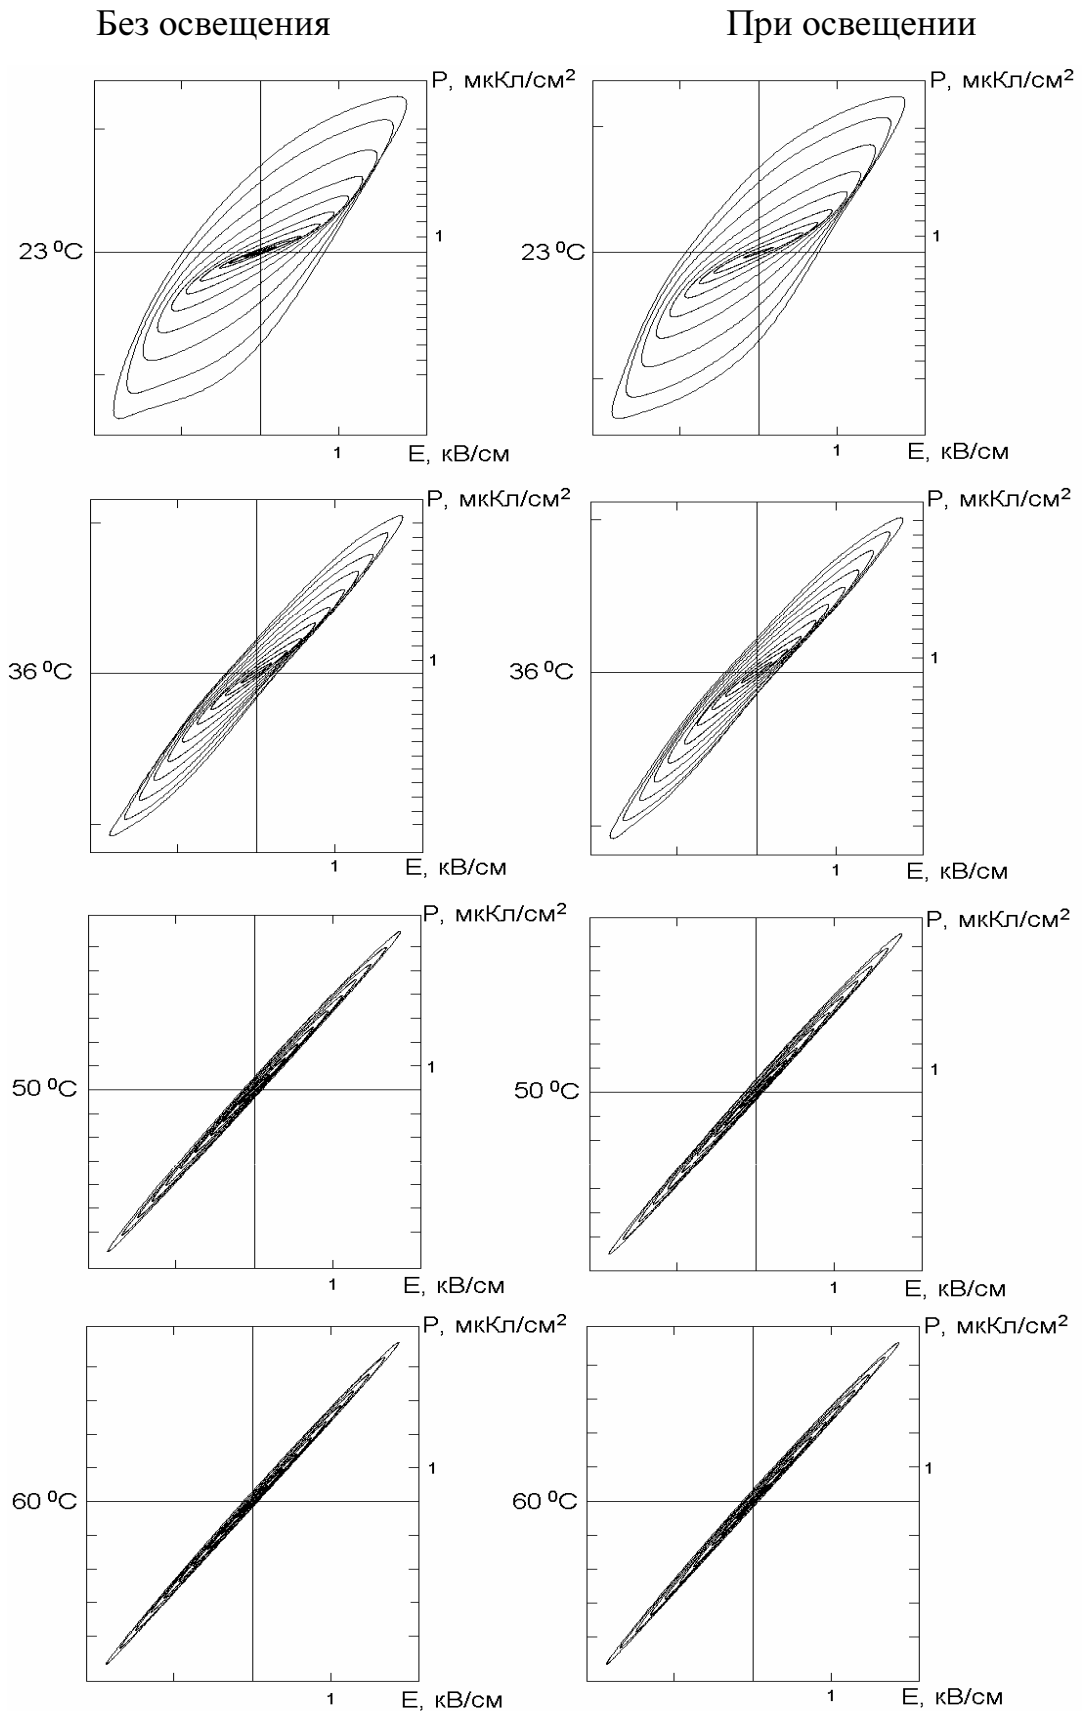 Без освещения При освещении
P, мкКл/см² P, мкКл/см²
1 1
23 ⁰C 23 ⁰C
1 1
E, кВ/см E, кВ/см
P, мкКл/см² P, мкКл/см²
1 1
36 ⁰C 36 ⁰C
1 1
E, кВ/см E, кВ/см
P, мкКл/см² P, мкКл/см²
1 1
50 ⁰C 50 ⁰C
1 1
E, кВ/см E, кВ/см
P, мкКл/см² P, мкКл/см²
1 1
60 ⁰C 60 ⁰C
1 1
E, кВ/см E, кВ/см